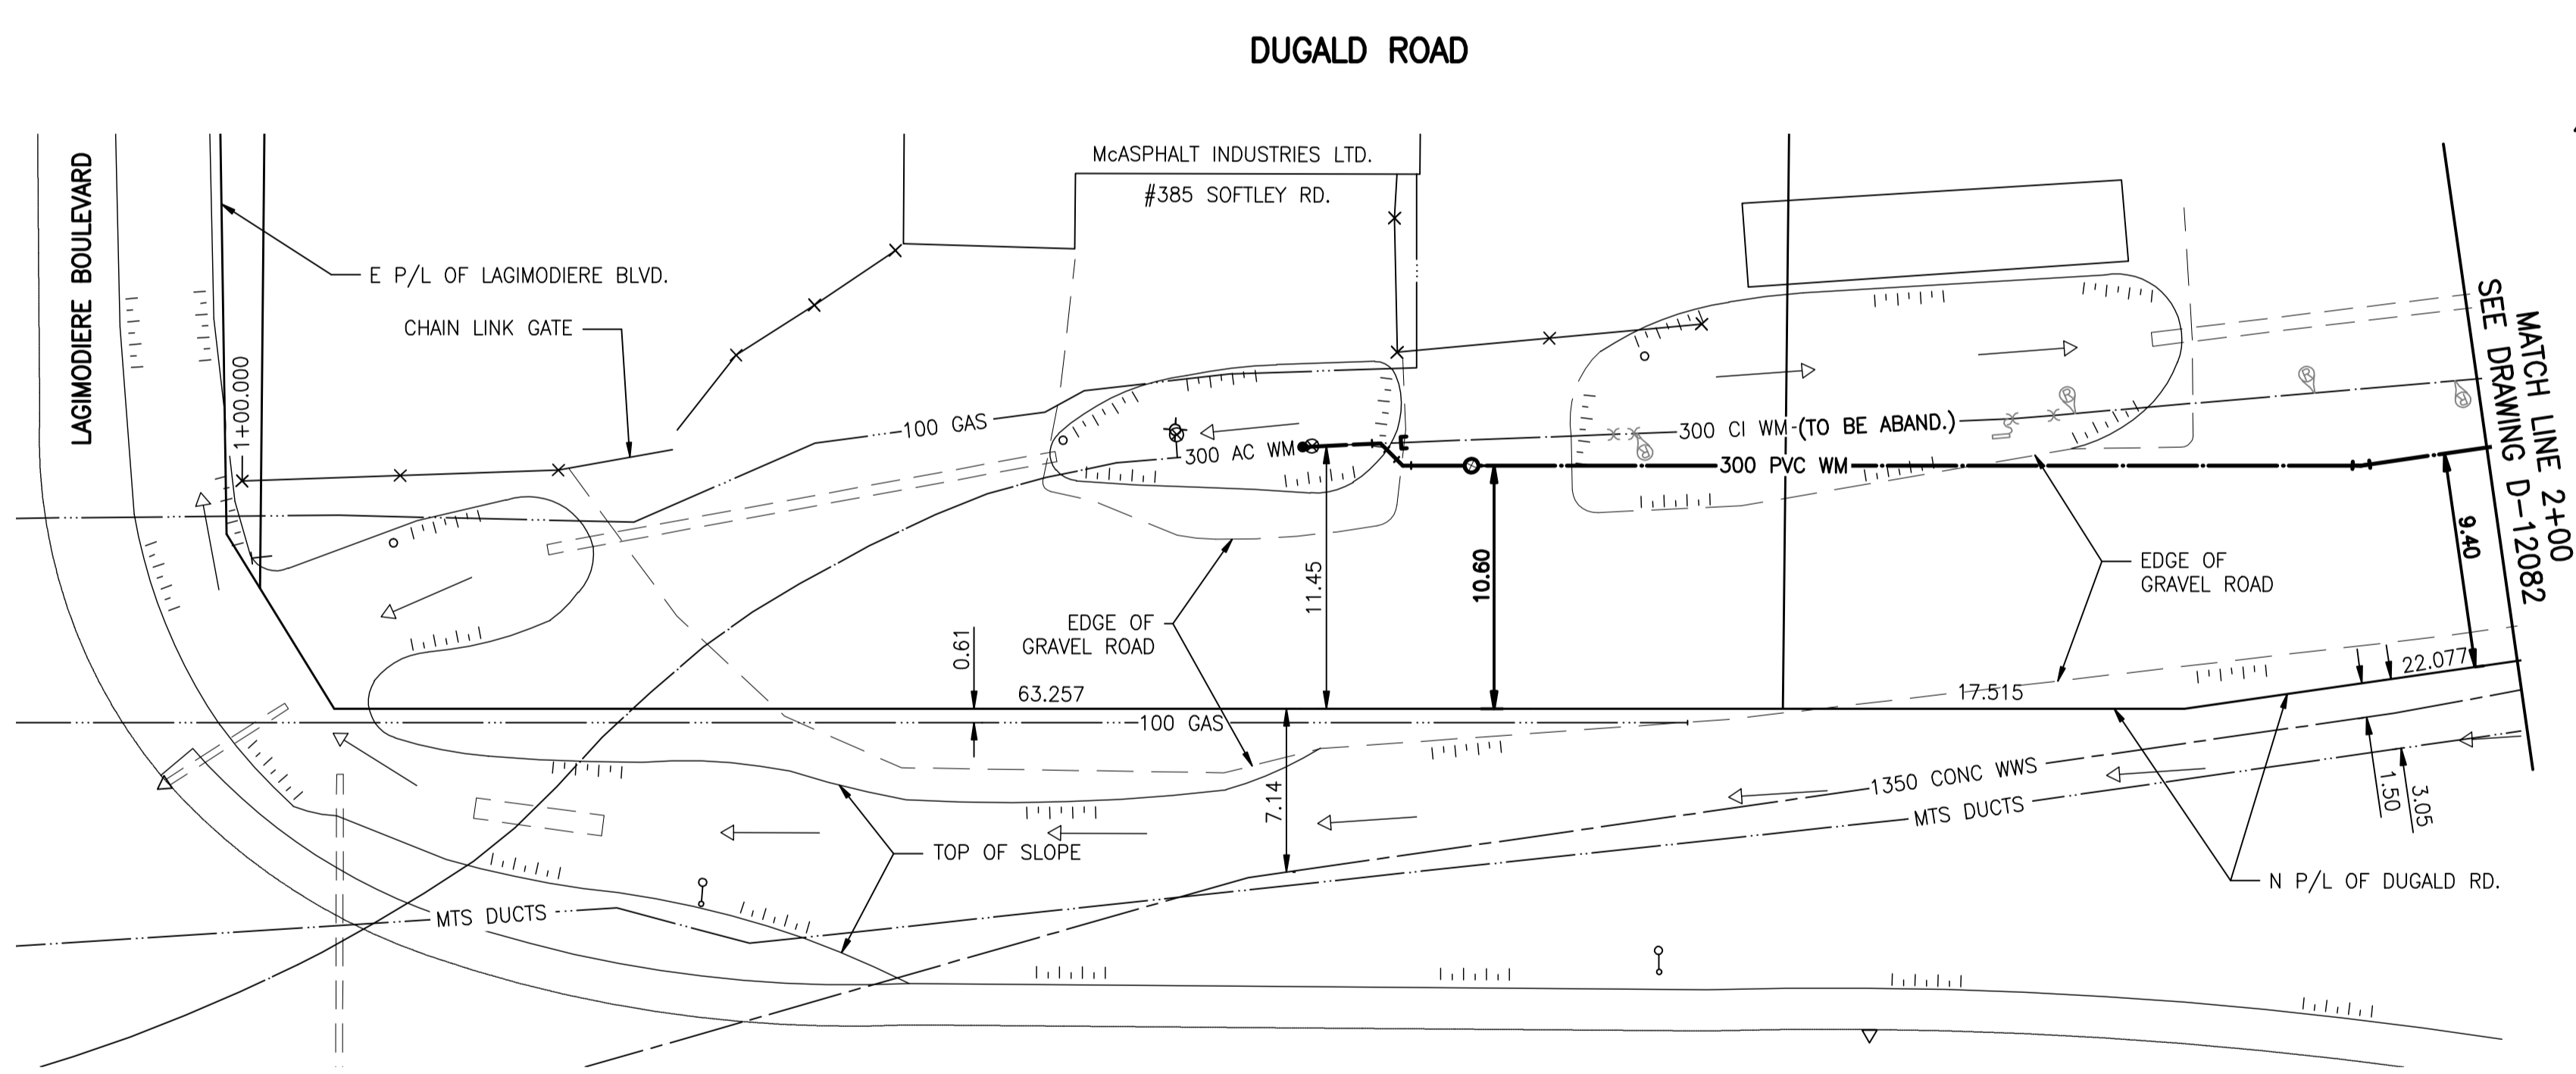 DUGALD ROAD
LAGIMODIERE BOULEVARD
McASPHALT INDUSTRIES LTD.
#385 SOFTLEY RD.
E P/L OF LAGIMODIERE BLVD.
CHAIN LINK GATE
1+00.000
100 GAS
300 AC WM
300 CI WM (TO BE ABAND.)
300 PVC WM
MATCH LINE 2+00
SEE DRAWING D-12082
9.40
11.45
10.60
EDGE OF
GRAVEL ROAD
EDGE OF
GRAVEL ROAD
0.61
63.257
17.515
22.077
100 GAS
7.14
1350 CONC WWS
MTS DUCTS
1.50
3.05
TOP OF SLOPE
N P/L OF DUGALD RD.
MTS DUCTS
R
R
R
R